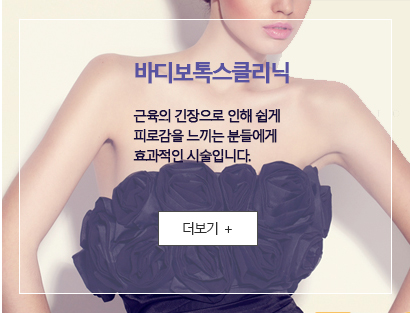 바디보톡스클리닉
근육의 긴장으로 인해 쉽게
피로감을 느끼는 분들에게
효과적인 시술입니다.
더보기 +